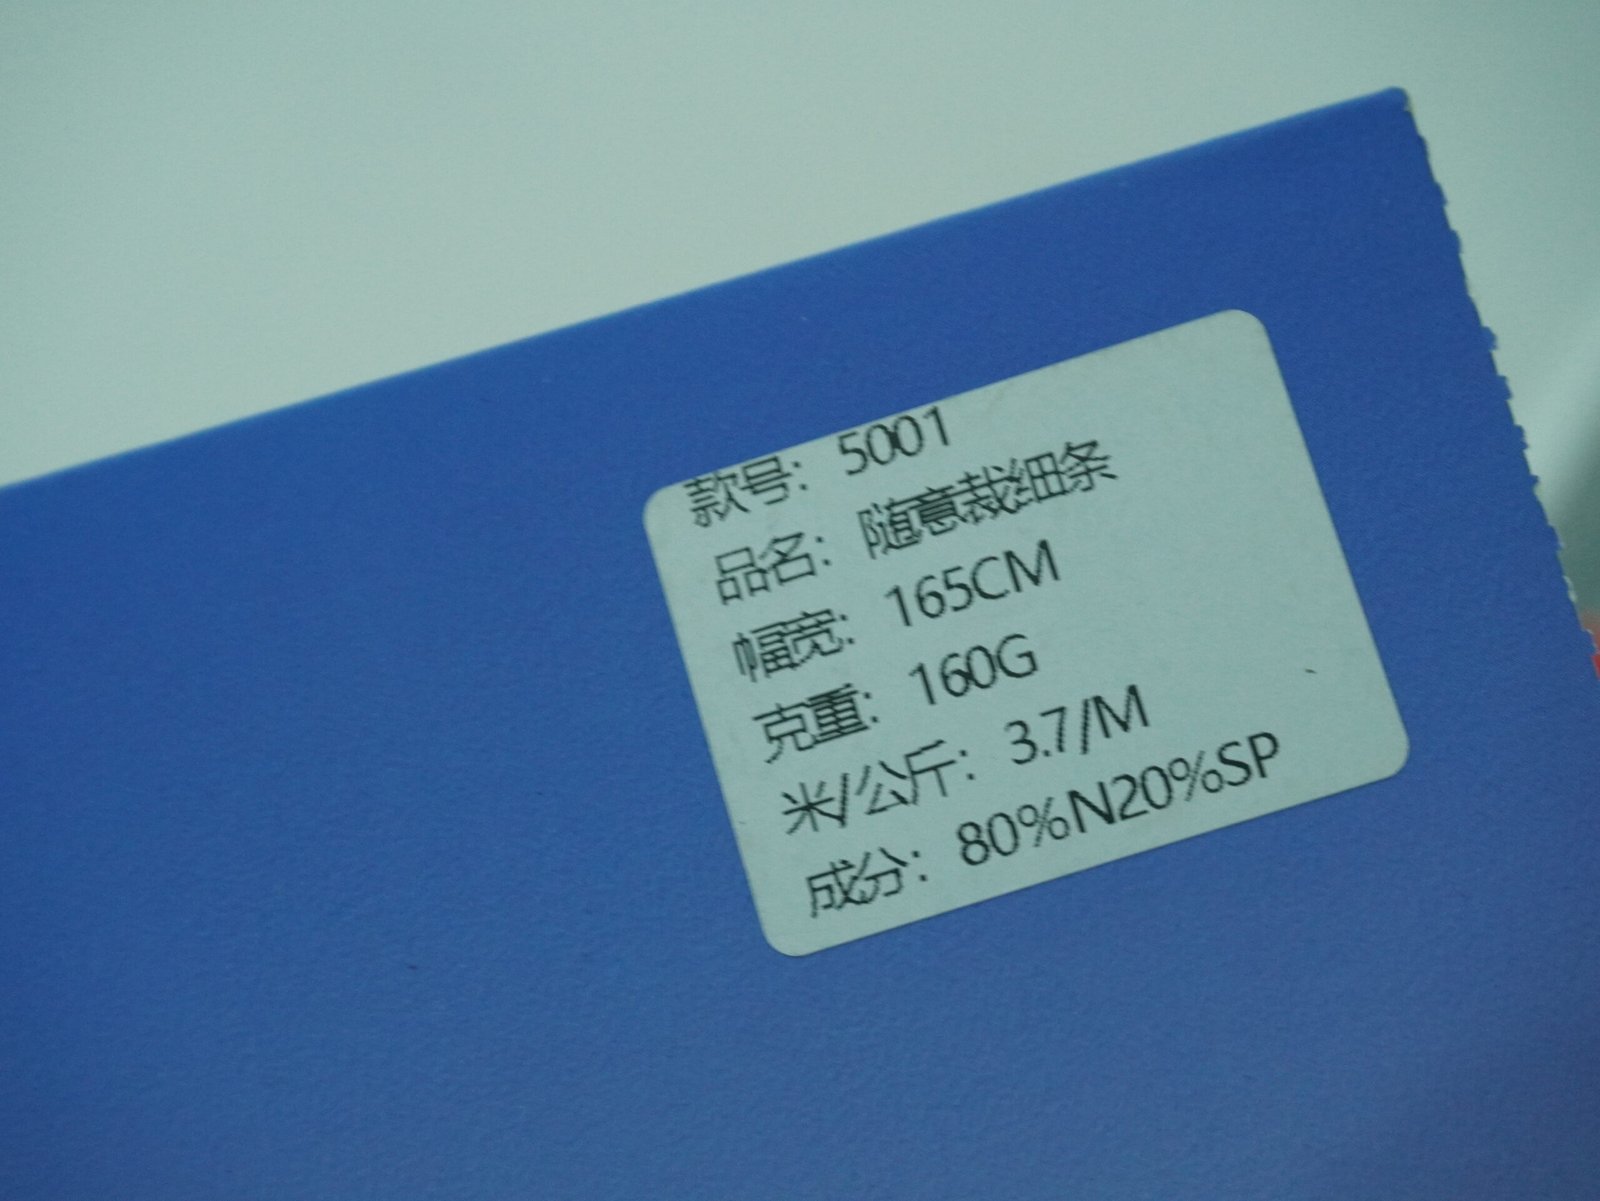 款号：5001
品名：随意裁细条
幅宽：165CM
克重：160G
米/公斤：3.7/M
成分：80%N20%SP